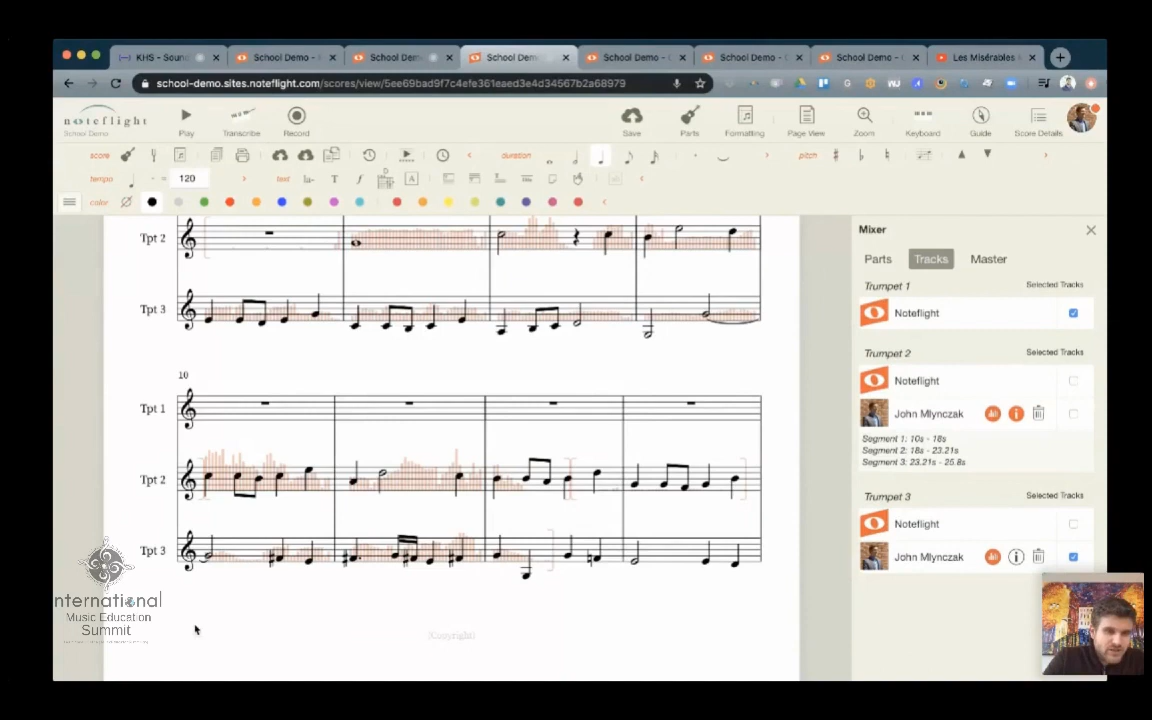 KHS - Soun
School Demo -
School Dem
School Demo
School Demo -
School Demo -
School Demo -
Les Misérables
school-demo.sites.noteflight.com/scores/view/5ee69bad9f7c4efe361eaed3e4d34567b2a68979
noteflight
School Demo
Play
Transcribe
Record
Save
Parts
Formatting
Page View
Zoom
Keyboard
Guide
Score Details
score
duration
pitch
tempo
= 120
text
color
Tpt 2
Tpt 3
10
Tpt 1
Tpt 2
Tpt 3
Mixer
Parts
Tracks
Master
Trumpet 1
Selected Tracks
Noteflight
Trumpet 2
Selected Tracks
Noteflight
John Mlynczak
Segment 1: 10s - 18s
Segment 2: 18s - 23.21s
Segment 3: 23.21s - 25.8s
Trumpet 3
Selected Tracks
Noteflight
John Mlynczak
International
Music Education
Summit
(Copyright)